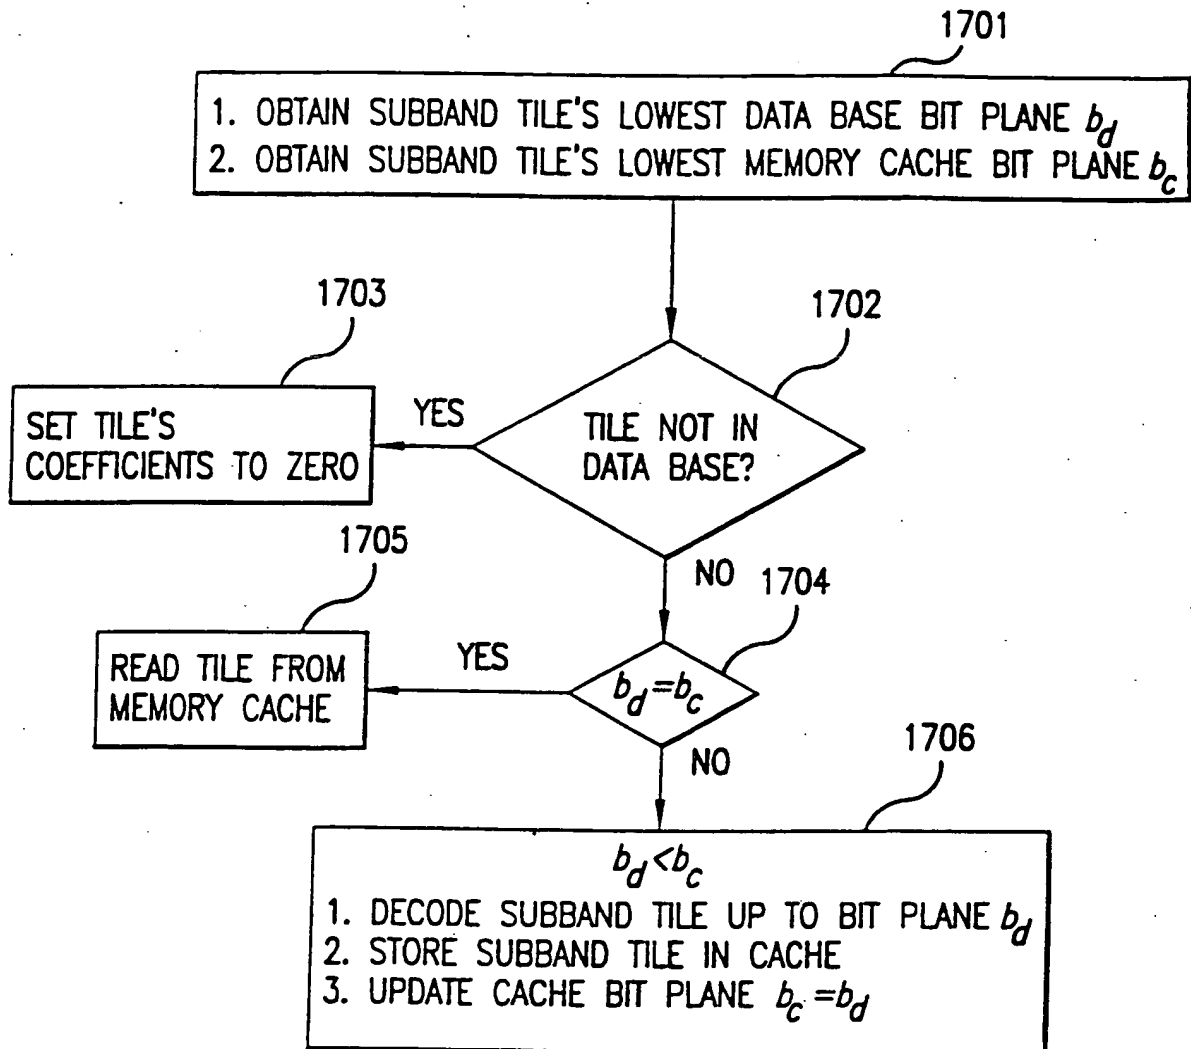 1701
1. OBTAIN SUBBAND TILE'S LOWEST DATA BASE BIT PLANE b_d
2. OBTAIN SUBBAND TILE'S LOWEST MEMORY CACHE BIT PLANE b_c
1703
1702
SET TILE'S
COEFFICIENTS TO ZERO
YES
TILE NOT IN
DATA BASE?
1705
NO
1704
READ TILE FROM
MEMORY CACHE
YES
b_d=b_c
NO
1706
b_d<b_c
1. DECODE SUBBAND TILE UP TO BIT PLANE b_d
2. STORE SUBBAND TILE IN CACHE
3. UPDATE CACHE BIT PLANE b_c=b_d